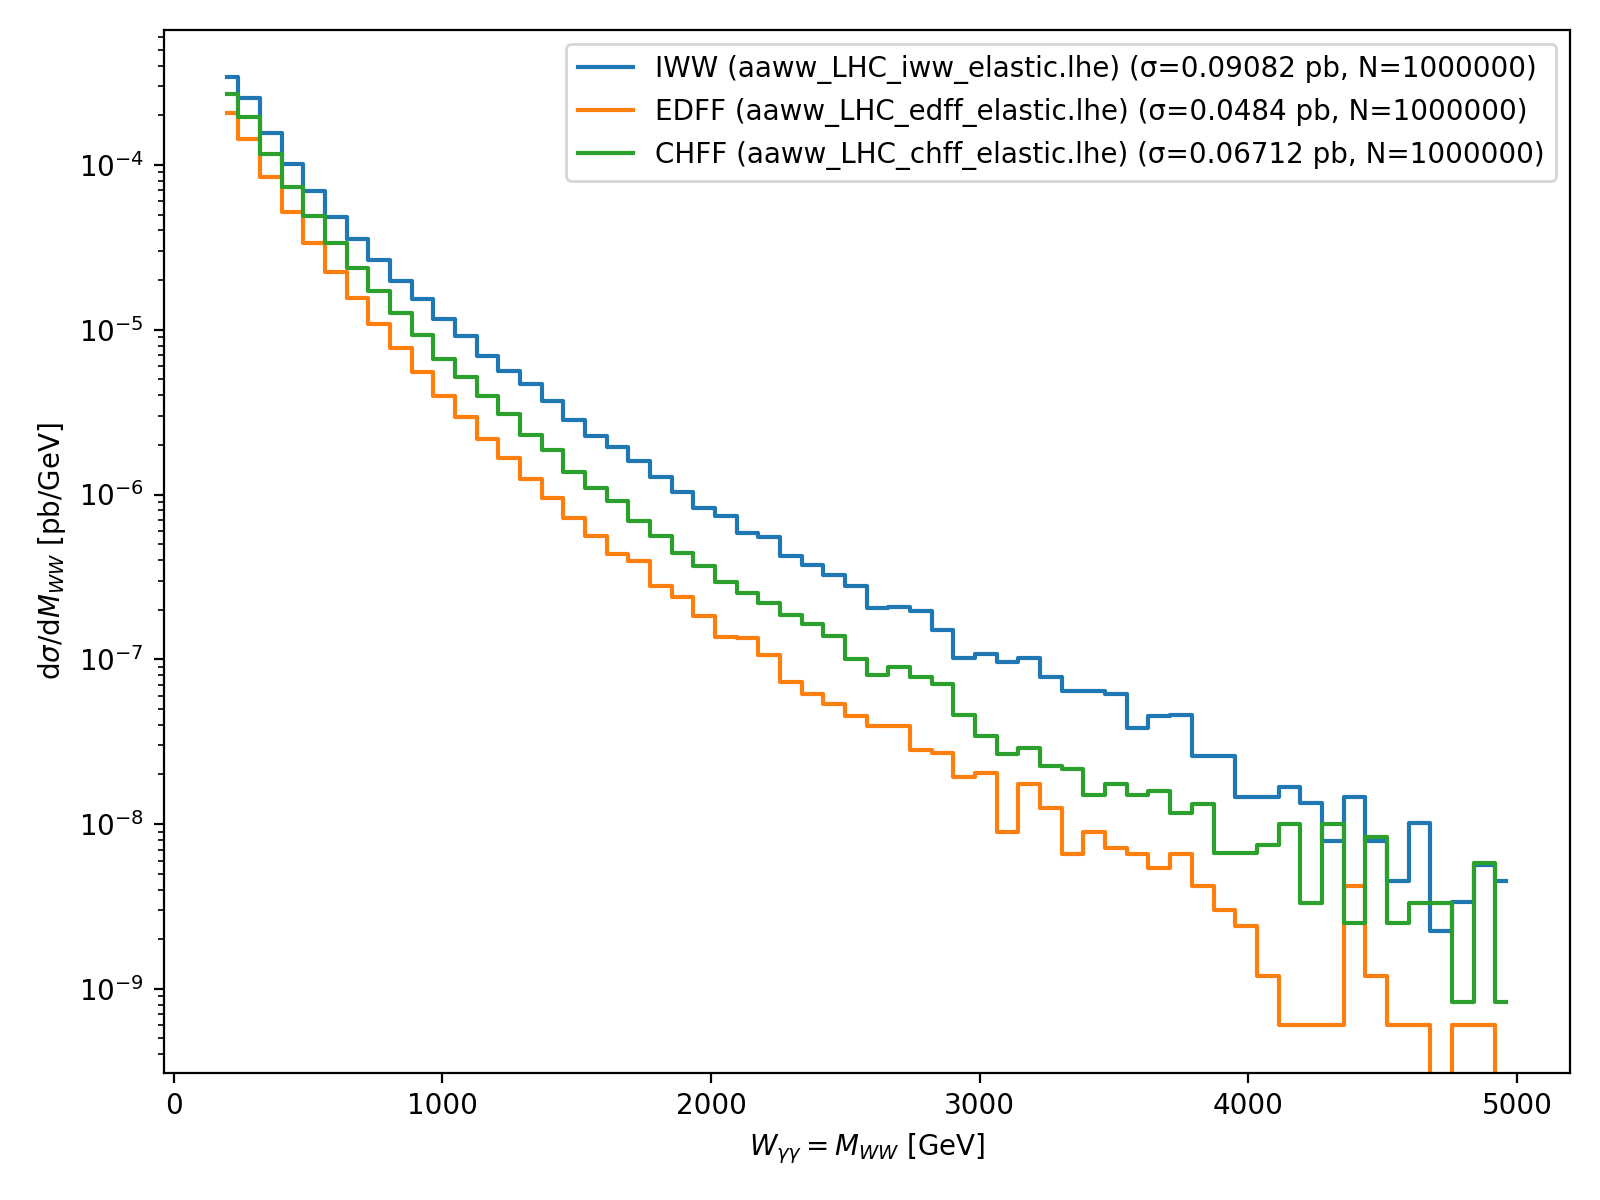 IWW (aaww_LHC_iww_elastic.lhe) (σ=0.09082 pb, N=1000000)
EDFF (aaww_LHC_edff_elastic.lhe) (σ=0.0484 pb, N=1000000)
CHFF (aaww_LHC_chff_elastic.lhe) (σ=0.06712 pb, N=1000000)
dσ/dM_WW [pb/GeV]
10⁻⁴
10⁻⁵
10⁻⁶
10⁻⁷
10⁻⁸
10⁻⁹
0 1000 2000 3000 4000 5000
W_γγ = M_WW [GeV]